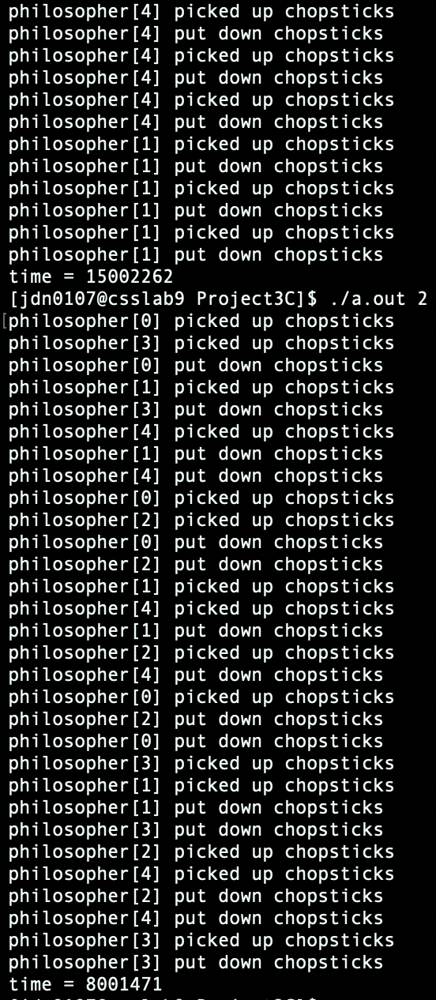 philosopher[4] picked up chopsticks
philosopher[4] put down chopsticks
philosopher[4] picked up chopsticks
philosopher[4] put down chopsticks
philosopher[4] picked up chopsticks
philosopher[4] put down chopsticks
philosopher[1] picked up chopsticks
philosopher[1] put down chopsticks
philosopher[1] picked up chopsticks
philosopher[1] put down chopsticks
philosopher[1] picked up chopsticks
philosopher[1] put down chopsticks
time = 15002262
[jdn0107@csslab9 Project3C]$ ./a.out 2
[philosopher[0] picked up chopsticks
philosopher[3] picked up chopsticks
philosopher[0] put down chopsticks
philosopher[1] picked up chopsticks
philosopher[3] put down chopsticks
philosopher[4] picked up chopsticks
philosopher[1] put down chopsticks
philosopher[4] put down chopsticks
philosopher[0] picked up chopsticks
philosopher[2] picked up chopsticks
philosopher[0] put down chopsticks
philosopher[2] put down chopsticks
philosopher[1] picked up chopsticks
philosopher[4] picked up chopsticks
philosopher[1] put down chopsticks
philosopher[2] picked up chopsticks
philosopher[4] put down chopsticks
philosopher[0] picked up chopsticks
philosopher[2] put down chopsticks
philosopher[0] put down chopsticks
philosopher[3] picked up chopsticks
philosopher[1] picked up chopsticks
philosopher[1] put down chopsticks
philosopher[3] put down chopsticks
philosopher[2] picked up chopsticks
philosopher[4] picked up chopsticks
philosopher[2] put down chopsticks
philosopher[4] put down chopsticks
philosopher[3] picked up chopsticks
philosopher[3] put down chopsticks
time = 8001471